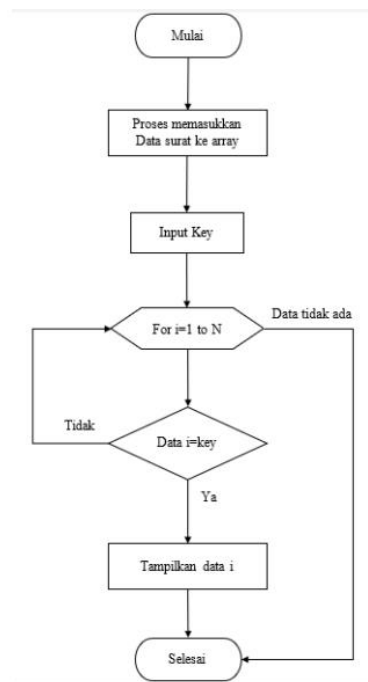 Mulai
Proses memasukkan
Data surat ke array
Input Key
For i=1 to N
Data tidak ada
Tidak
Data i=key
Ya
Tampilkan data i
Selesai